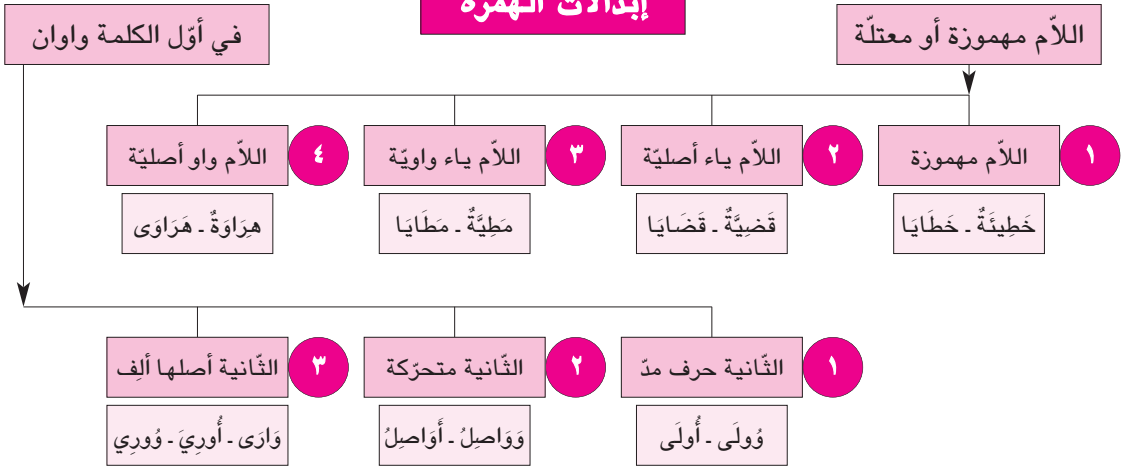 إبدالات الهمزة
اللاّم مهموزة أو معتلّة
في أوّل الكلمة واوان
١ اللاّم مهموزة
٢ اللاّم ياء أصليّة
٣ اللاّم ياء واويّة
٤ اللاّم واو أصليّة
خَطِيئَةٌ ـ خَطَايَا
قَضِيَّةٌ ـ قَضَايَا
مَطِيَّةٌ ـ مَطَايَا
هِرَاوَةٌ ـ هَرَاوَى
١ الثّانية حرف مدّ
٢ الثّانية متحرّكة
٣ الثّانية أصلها ألِف
وُولَى ـ أُولَى
وَوَاصِلُ ـ أَوَاصِلُ
وَارَى ـ أُورِيَ ـ وُورِي